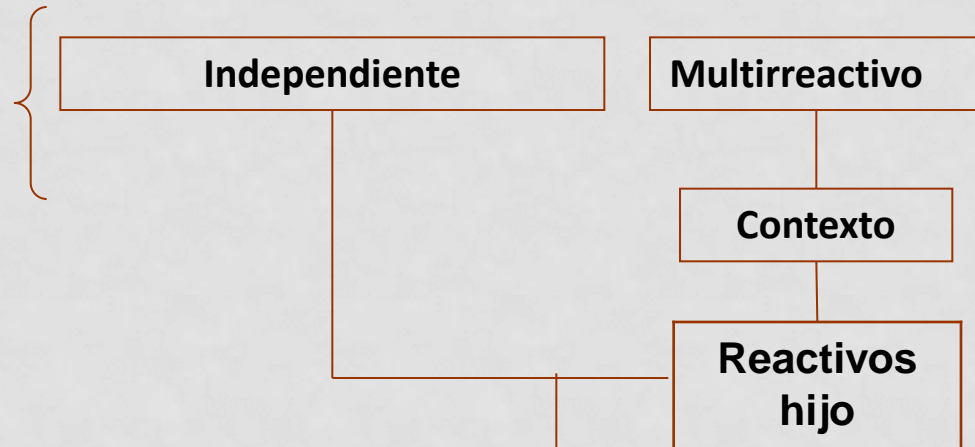 Independiente
Multirreactivo
Contexto
Reactivos
hijo